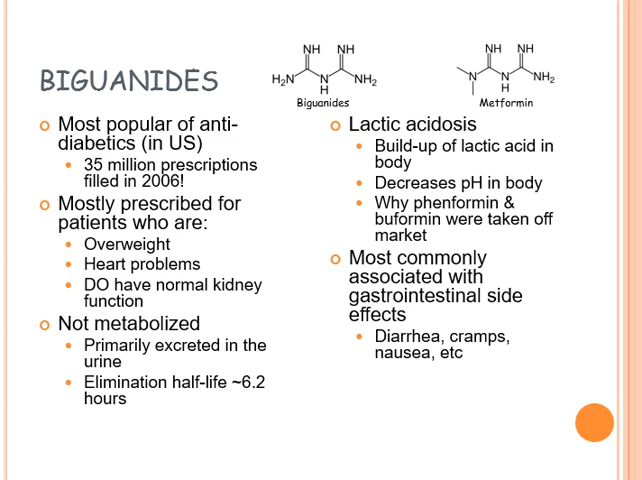 BIGUANIDES
NH NH
H₂N N NH₂
H
Biguanides
NH NH
N N NH₂
H
Metformin
Most popular of anti-
diabetics (in US)
35 million prescriptions
filled in 2006!
Mostly prescribed for
patients who are:
Overweight
Heart problems
DO have normal kidney
function
Not metabolized
Primarily excreted in the
urine
Elimination half-life ~6.2
hours
Lactic acidosis
Build-up of lactic acid in
body
Decreases pH in body
Why phenformin &
buformin were taken off
market
Most commonly
associated with
gastrointestinal side
effects
Diarrhea, cramps,
nausea, etc